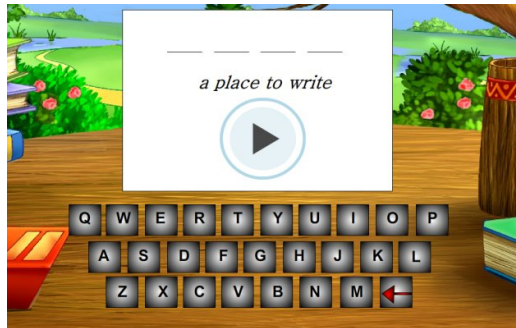 a place to write
Q W E R T Y U I O P
A S D F G H J K L
Z X C V B N M